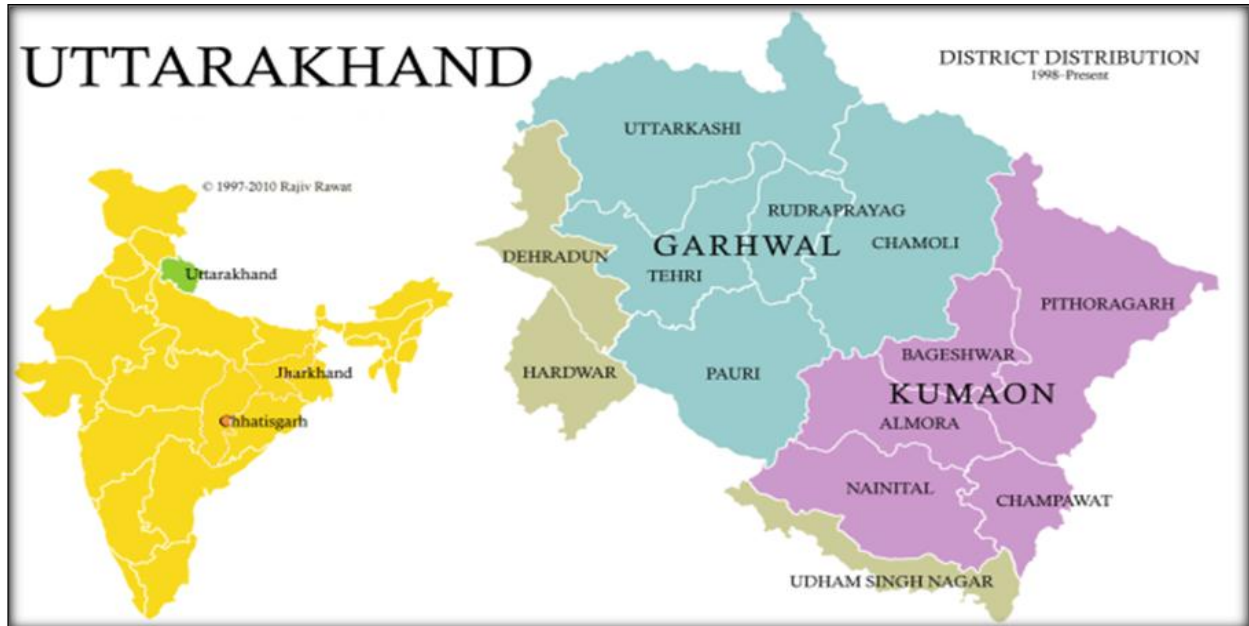 UTTARAKHAND
DISTRICT DISTRIBUTION
1998-Present
© 1997-2010 Rajiv Rawat
Uttarakhand
Jharkhand
Chhatisgarh
UTTARKASHI
RUDRAPRAYAG
GARHWAL
CHAMOLI
DEHRADUN
TEHRI
PITHORAGARH
BAGESHWAR
HARDWAR
PAURI
KUMAON
ALMORA
NAINITAL
CHAMPAWAT
UDHAM SINGH NAGAR